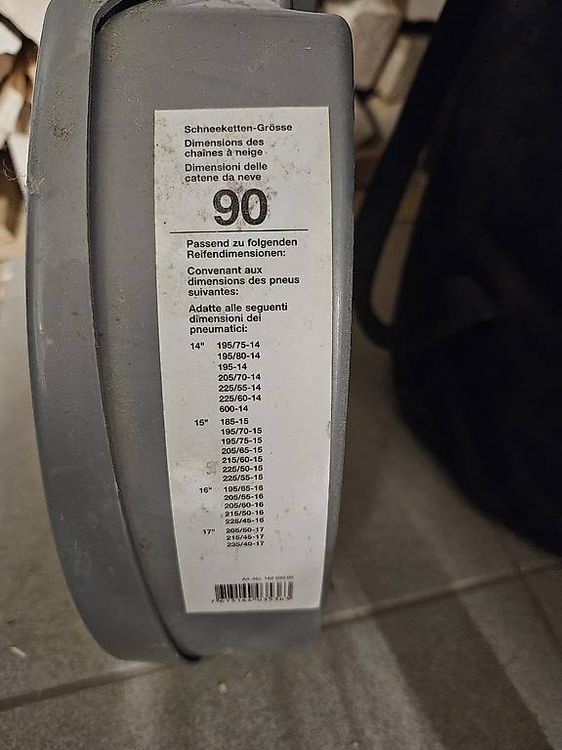 Schneeketten-Grösse
Dimensions des
chaînes à neige
Dimensioni delle
catene da neve
90
Passend zu folgenden
Reifendimensionen:
Convenant aux
dimensions des pneus
suivantes:
Adatte alle seguenti
dimensioni dei
pneumatici:
14" 195/75-14
195/80-14
195-14
205/70-14
225/55-14
225/60-14
600-14
15" 185-15
195/70-15
195/75-15
205/65-15
215/60-15
225/50-15
225/55-15
16" 195/65-16
205/55-16
205/60-16
215/50-16
225/45-16
17" 205/50-17
215/45-17
235/40-17
Art.-No.